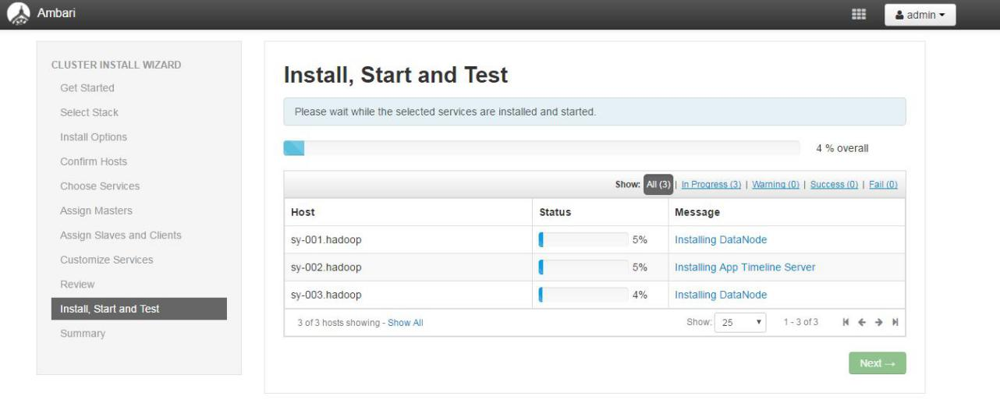 Ambari
admin
CLUSTER INSTALL WIZARD
Get Started
Select Stack
Install Options
Confirm Hosts
Choose Services
Assign Masters
Assign Slaves and Clients
Customize Services
Review
Install, Start and Test
Summary
Install, Start and Test
Please wait while the selected services are installed and started.
4 % overall
Show: All (3) | In Progress (3) | Warning (0) | Success (0) | Fail (0)
Host Status Message
sy-001.hadoop 5% Installing DataNode
sy-002.hadoop 5% Installing App Timeline Server
sy-003.hadoop 4% Installing DataNode
3 of 3 hosts showing - Show All Show: 25 1 - 3 of 3
Next →